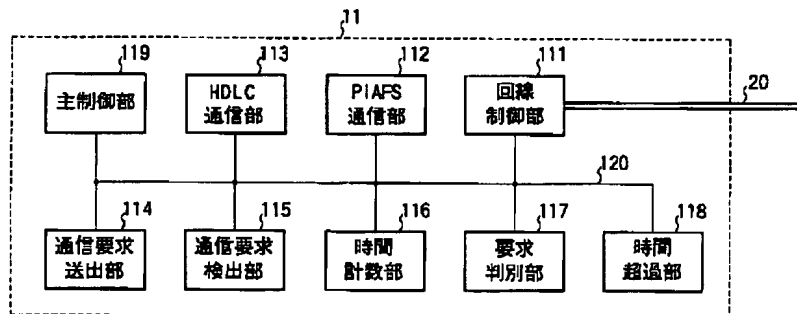 11
119
113
112
111
主制御部
HDLC
通信部
PIAFS
通信部
回線
制御部
20
120
114
115
116
117
118
通信要求
送出部
通信要求
検出部
時間
計数部
要求
判別部
時間
超過部